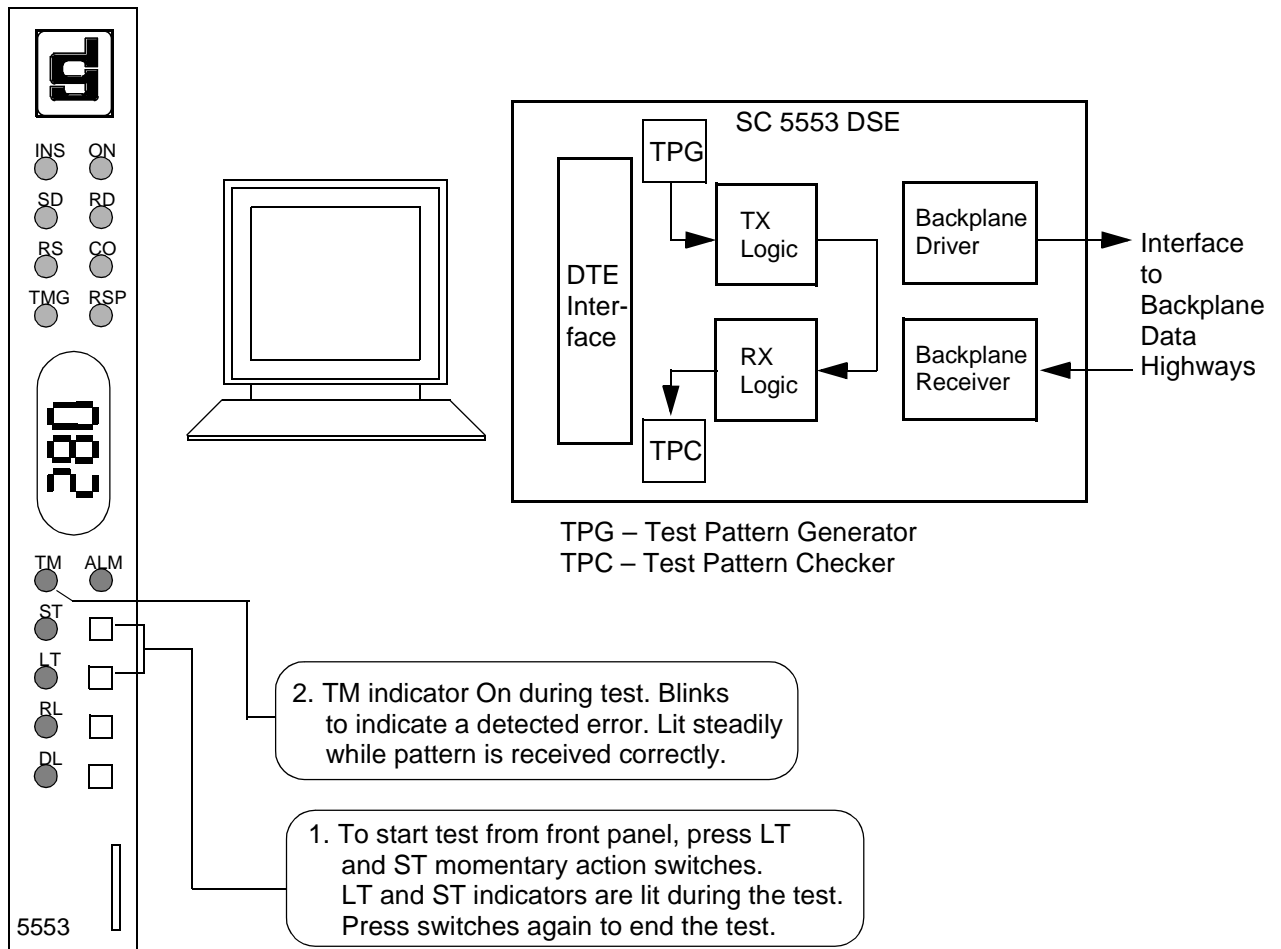 INS ON
SD RD
RS CO
TMG RSP
280
TM ALM
ST
LT
RL
DL
5553
SC 5553 DSE
TPG
DTE
Inter-
face
TX
Logic
RX
Logic
TPC
Backplane
Driver
Backplane
Receiver
Interface
to
Backplane
Data
Highways
TPG – Test Pattern Generator
TPC – Test Pattern Checker
2. TM indicator On during test. Blinks
to indicate a detected error. Lit steadily
while pattern is received correctly.
1. To start test from front panel, press LT
and ST momentary action switches.
LT and ST indicators are lit during the test.
Press switches again to end the test.